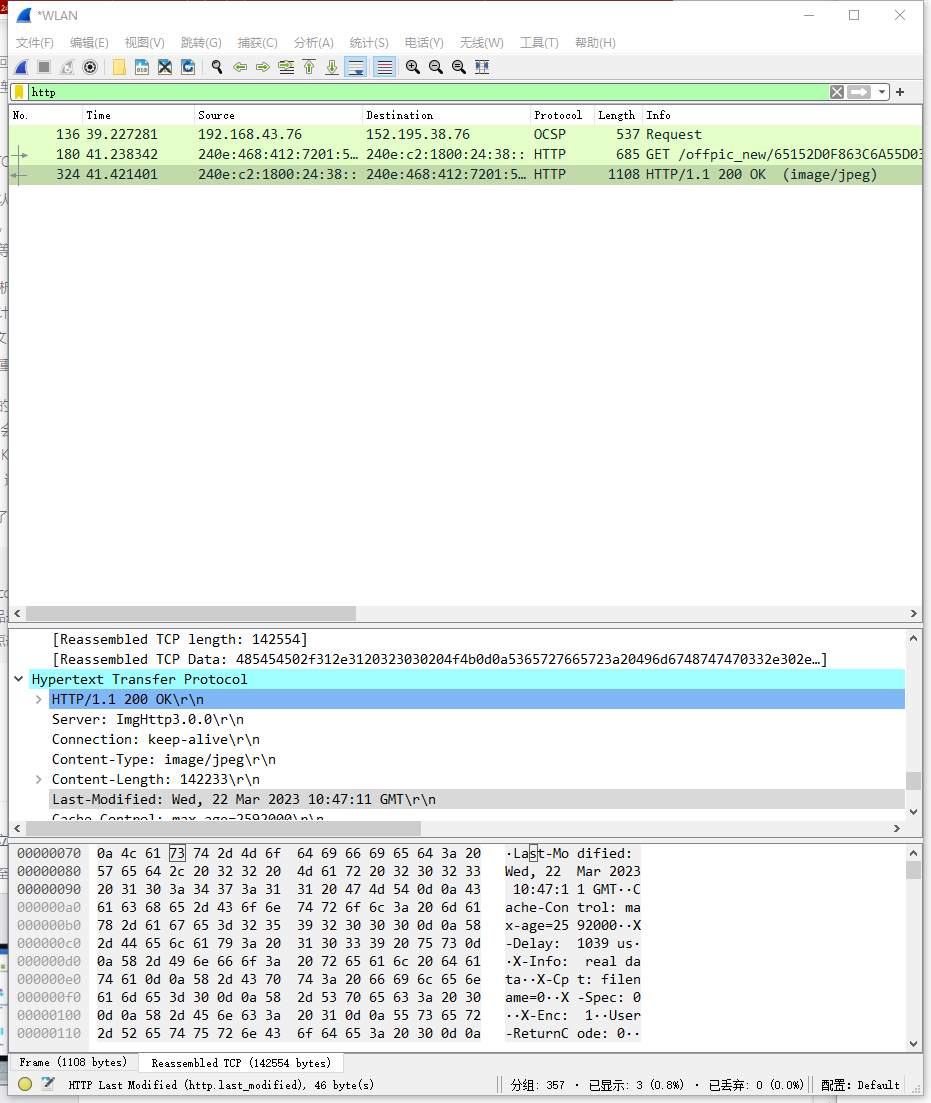 *WLAN
文件(F) 编辑(E) 视图(V) 跳转(G) 捕获(C) 分析(A) 统计(S) 电话(Y) 无线(W) 工具(T) 帮助(H)
http
No. Time Source Destination Protocol Length Info
136 39.227281 192.168.43.76 152.195.38.76 OCSP 537 Request
180 41.238342 240e:468:412:7201:5… 240e:c2:1800:24:38:: HTTP 685 GET /offpic_new/65152D0F863C6A55D03
324 41.421401 240e:c2:1800:24:38:: 240e:468:412:7201:5… HTTP 1108 HTTP/1.1 200 OK  (image/jpeg)
[Reassembled TCP length: 142554]
[Reassembled TCP Data: 485454502f312e3120323030204f4b0d0a5365727665723a20496d6748747470332e302e…]
Hypertext Transfer Protocol
HTTP/1.1 200 OK\r\n
Server: ImgHttp3.0.0\r\n
Connection: keep-alive\r\n
Content-Type: image/jpeg\r\n
Content-Length: 142233\r\n
Last-Modified: Wed, 22 Mar 2023 10:47:11 GMT\r\n
Cache-Control: max-age=2592000\r\n
00000070 0a 4c 61 73 74 2d 4d 6f 64 69 66 69 65 64 3a 20 ·Last-Mo dified:
00000080 57 65 64 2c 20 32 32 20 4d 61 72 20 32 30 32 33 Wed, 22 Mar 2023
00000090 20 31 30 3a 34 37 3a 31 31 20 47 4d 54 0d 0a 43 10:47:1 1 GMT··C
000000a0 61 63 68 65 2d 43 6f 6e 74 72 6f 6c 3a 20 6d 61 ache-Con trol: ma
000000b0 78 2d 61 67 65 3d 32 35 39 32 30 30 30 0d 0a 58 x-age=25 92000··X
000000c0 2d 44 65 6c 61 79 3a 20 31 30 33 39 20 75 73 0d -Delay: 1039 us·
000000d0 0a 58 2d 49 6e 66 6f 3a 20 72 65 61 6c 20 64 61 ·X-Info: real da
000000e0 74 61 0d 0a 58 2d 43 70 74 3a 20 66 69 6c 65 6e ta··X-Cp t: filen
000000f0 61 6d 65 3d 30 0d 0a 58 2d 53 70 65 63 3a 20 30 ame=0··X -Spec: 0
00000100 0d 0a 58 2d 45 6e 63 3a 20 31 0d 0a 55 73 65 72 ··X-Enc: 1··User
00000110 2d 52 65 74 75 72 6e 43 6f 64 65 3a 20 30 0d 0a -ReturnC ode: 0··
Frame (1108 bytes) Reassembled TCP (142554 bytes)
HTTP Last Modified (http.last_modified), 46 byte(s) 分组: 357 · 已显示: 3 (0.8%) · 已丢弃: 0 (0.0%) 配置: Default